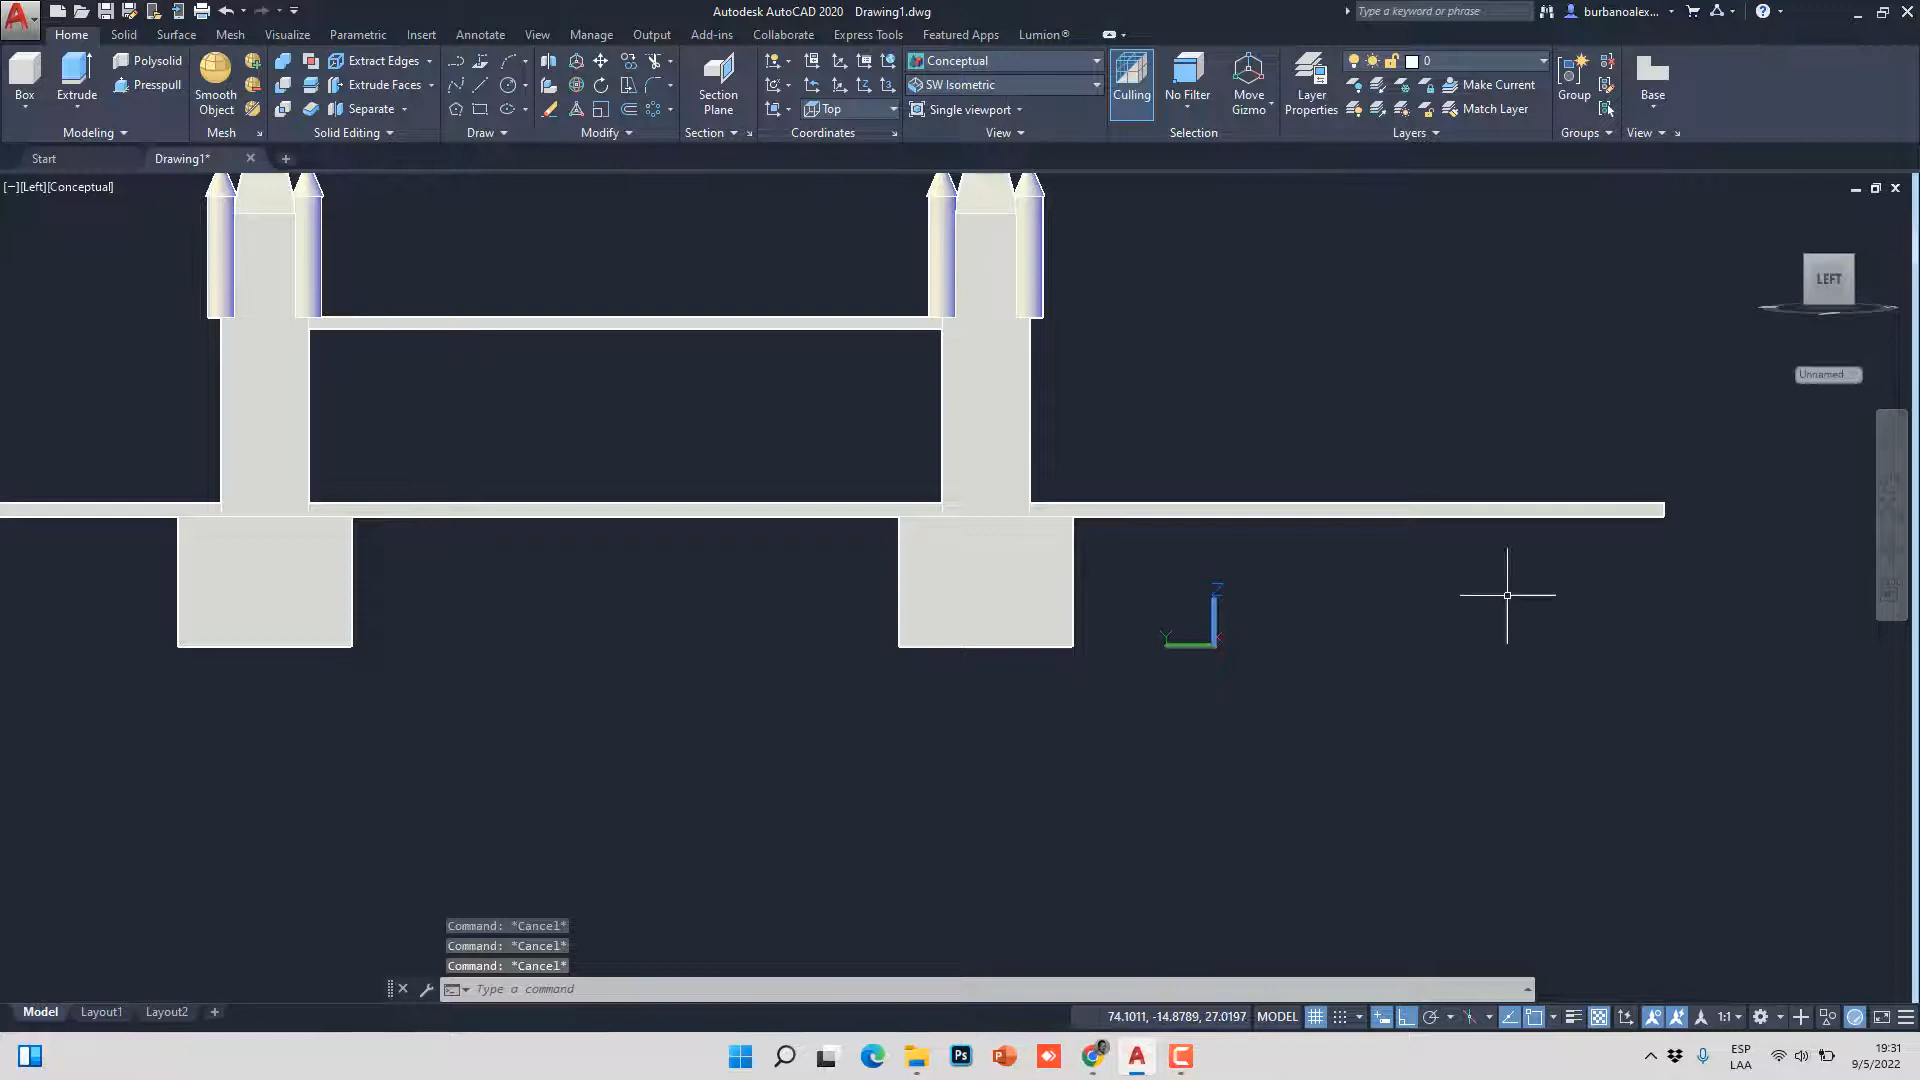 Autodesk AutoCAD 2020 Drawing1.dwg
Type a keyword or phrase
burbanoalex...
Home Solid Surface Mesh Visualize Parametric Insert Annotate View Manage Output Add-ins Collaborate Express Tools Featured Apps Lumion®
Box
Extrude
Polysolid
Presspull
Modeling
Smooth
Object
Mesh
Extract Edges
Extrude Faces
Separate
Solid Editing
Draw
Modify
Section
Plane
Section
Top
Coordinates
Conceptual
SW Isometric
Single viewport
View
Culling
No Filter
Move
Gizmo
Selection
Layer
Properties
0
Make Current
Match Layer
Layers
Group
Groups
Base
View
Start
Drawing1*
[−][Left][Conceptual]
LEFT
Unnamed
Z
Y
Command: *Cancel*
Command: *Cancel*
Command: *Cancel*
Type a command
Model Layout1 Layout2
74.1011, -14.8789, 27.0197 MODEL
1:1
Ps
ESP
LAA
19:31
9/5/2022